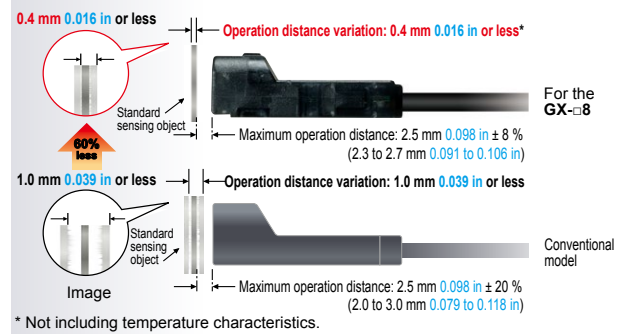 0.4 mm 0.016 in or less
Operation distance variation: 0.4 mm 0.016 in or less*
Standard
sensing object
For the
GX-□8
Maximum operation distance: 2.5 mm 0.098 in ± 8 %
(2.3 to 2.7 mm 0.091 to 0.106 in)
60%
less
1.0 mm 0.039 in or less
Operation distance variation: 1.0 mm 0.039 in or less
Standard
sensing
object
Image
Conventional
model
Maximum operation distance: 2.5 mm 0.098 in ± 20 %
(2.0 to 3.0 mm 0.079 to 0.118 in)
* Not including temperature characteristics.